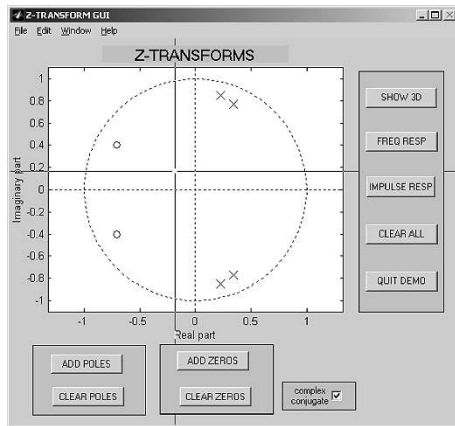 Z-TRANSFORM GUI
File Edit Window Help
Z-TRANSFORMS
1
0.8
0.6
0.4
0.2
0
-0.2
-0.4
-0.6
-0.8
-1
Imaginary part
-1 -0.5 0 0.5 1
Real part
SHOW 3D
FREQ RESP
IMPULSE RESP
CLEAR ALL
QUIT DEMO
ADD POLES
CLEAR POLES
ADD ZEROS
CLEAR ZEROS
complex
conjugate